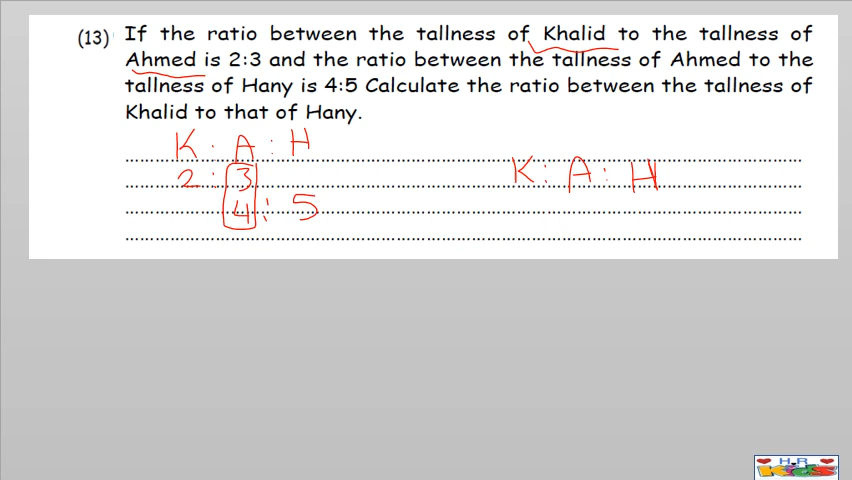 (13) If the ratio between the tallness of Khalid to the tallness of
Ahmed is 2:3 and the ratio between the tallness of Ahmed to the
tallness of Hany is 4:5 Calculate the ratio between the tallness of
Khalid to that of Hany.
K : A : H
2 : 3
4 : 5
K : A : H
H.R
Kids